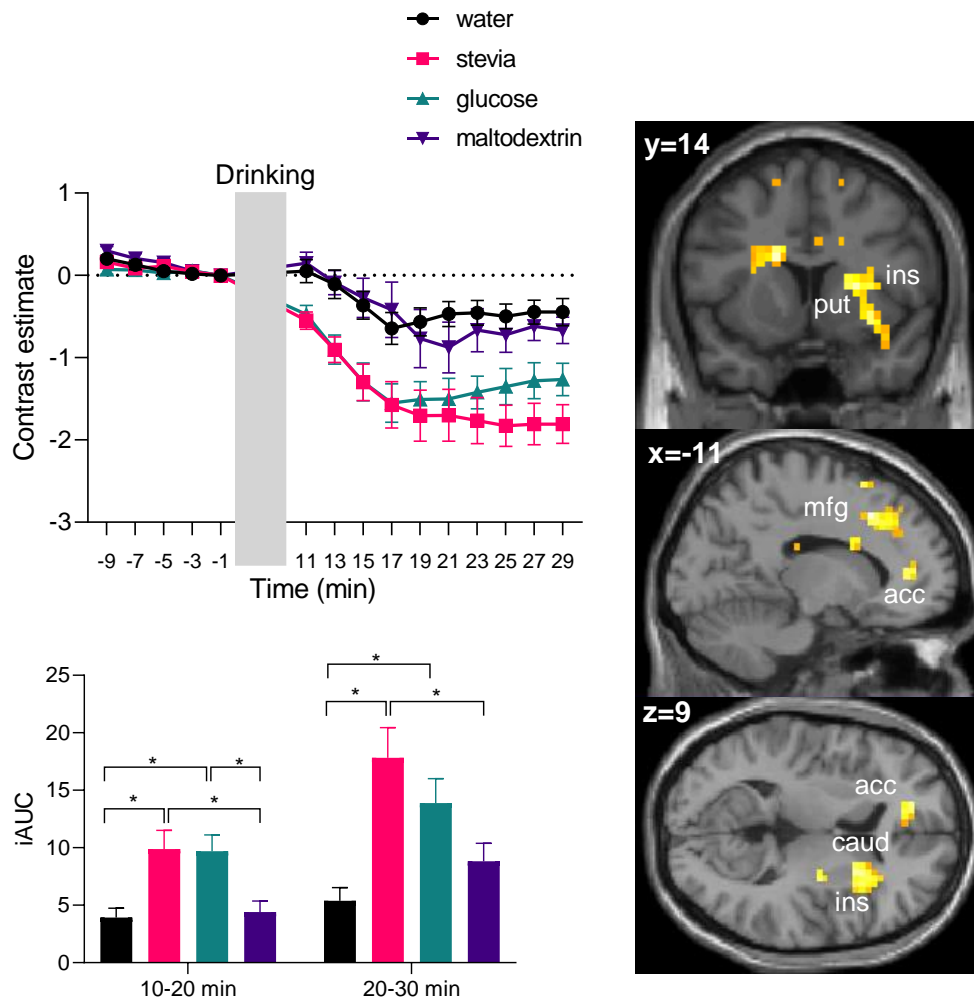 water
stevia
glucose
maltodextrin
Drinking
Contrast estimate
1
0
-1
-2
-3
-9 -7 -5 -3 -1 11 13 15 17 19 21 23 25 27 29
Time (min)
iAUC
25
20
15
10
5
0
* * * *
* * *
10-20 min 20-30 min
y=14
ins
put
x=-11
mfg
acc
z=9
acc
caud
ins